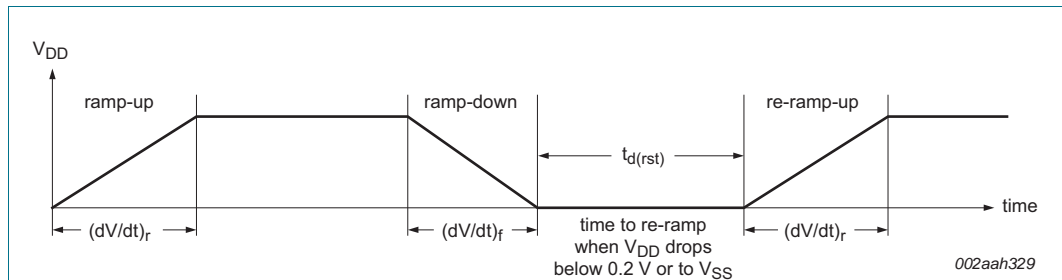 VDD
ramp-up
ramp-down
re-ramp-up
td(rst)
time
(dV/dt)r
(dV/dt)f
time to re-ramp
when VDD drops
below 0.2 V or to VSS
(dV/dt)r
002aah329